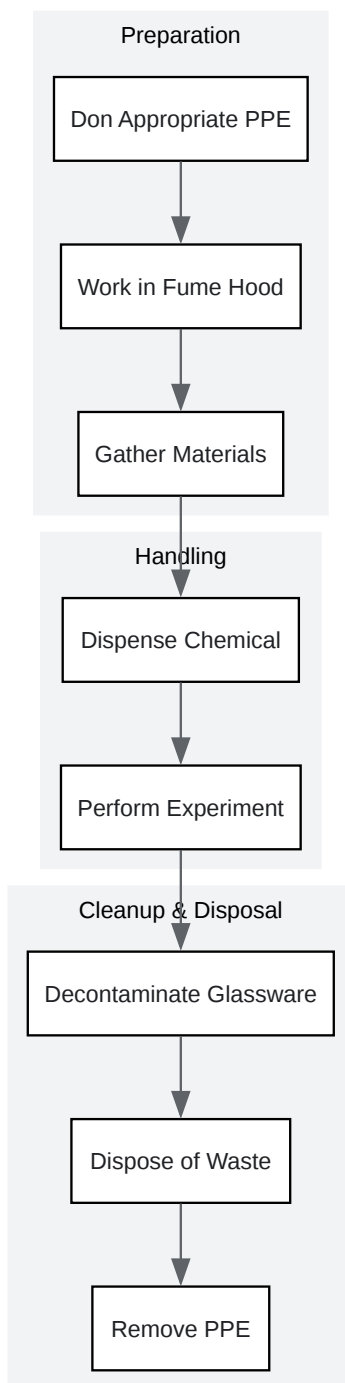 Preparation
Don Appropriate PPE
Work in Fume Hood
Gather Materials
Handling
Dispense Chemical
Perform Experiment
Cleanup & Disposal
Decontaminate Glassware
Dispose of Waste
Remove PPE